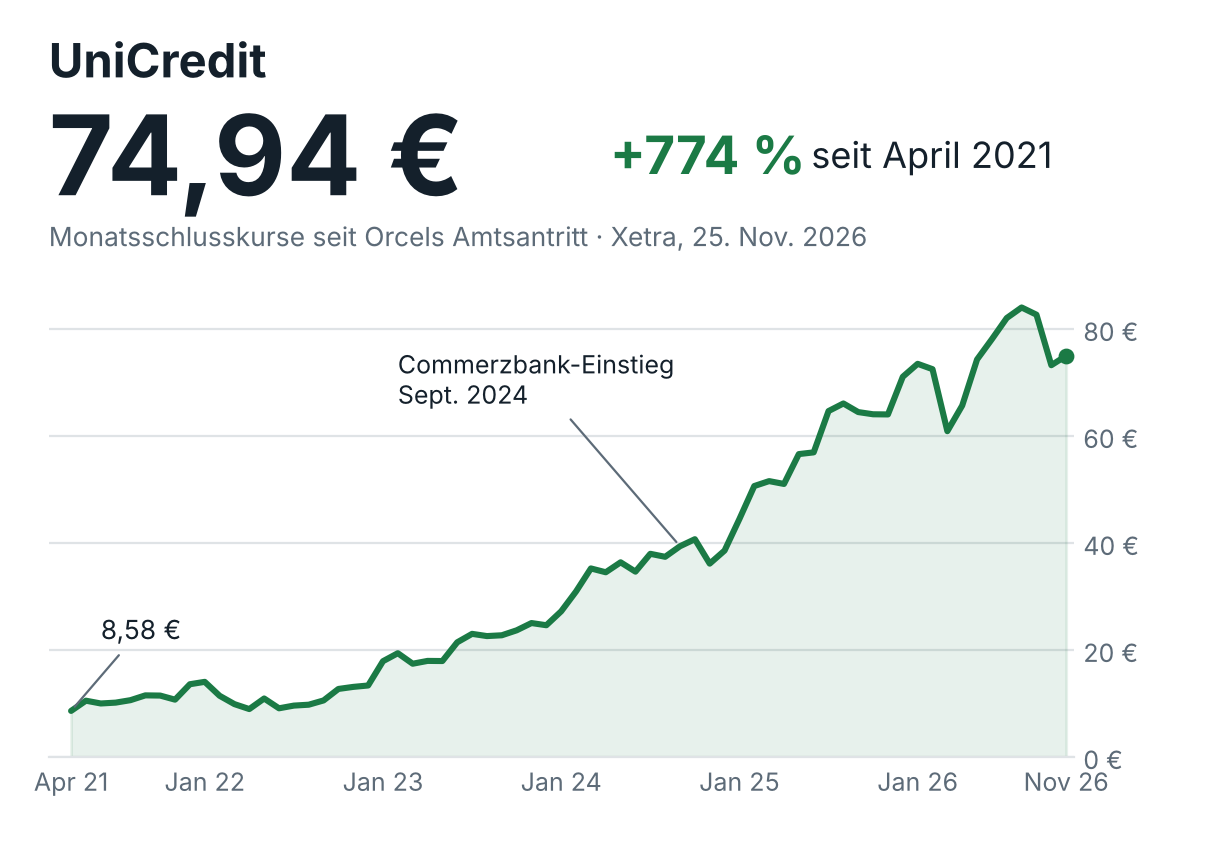 UniCredit
74,94 €
+774 % seit April 2021
Monatsschlusskurse seit Orcels Amtsantritt · Xetra, 25. Nov. 2026
80 €
Commerzbank-Einstieg
Sept. 2024
60 €
40 €
8,58 €
20 €
0 €
Apr 21
Jan 22
Jan 23
Jan 24
Jan 25
Jan 26
Nov 26